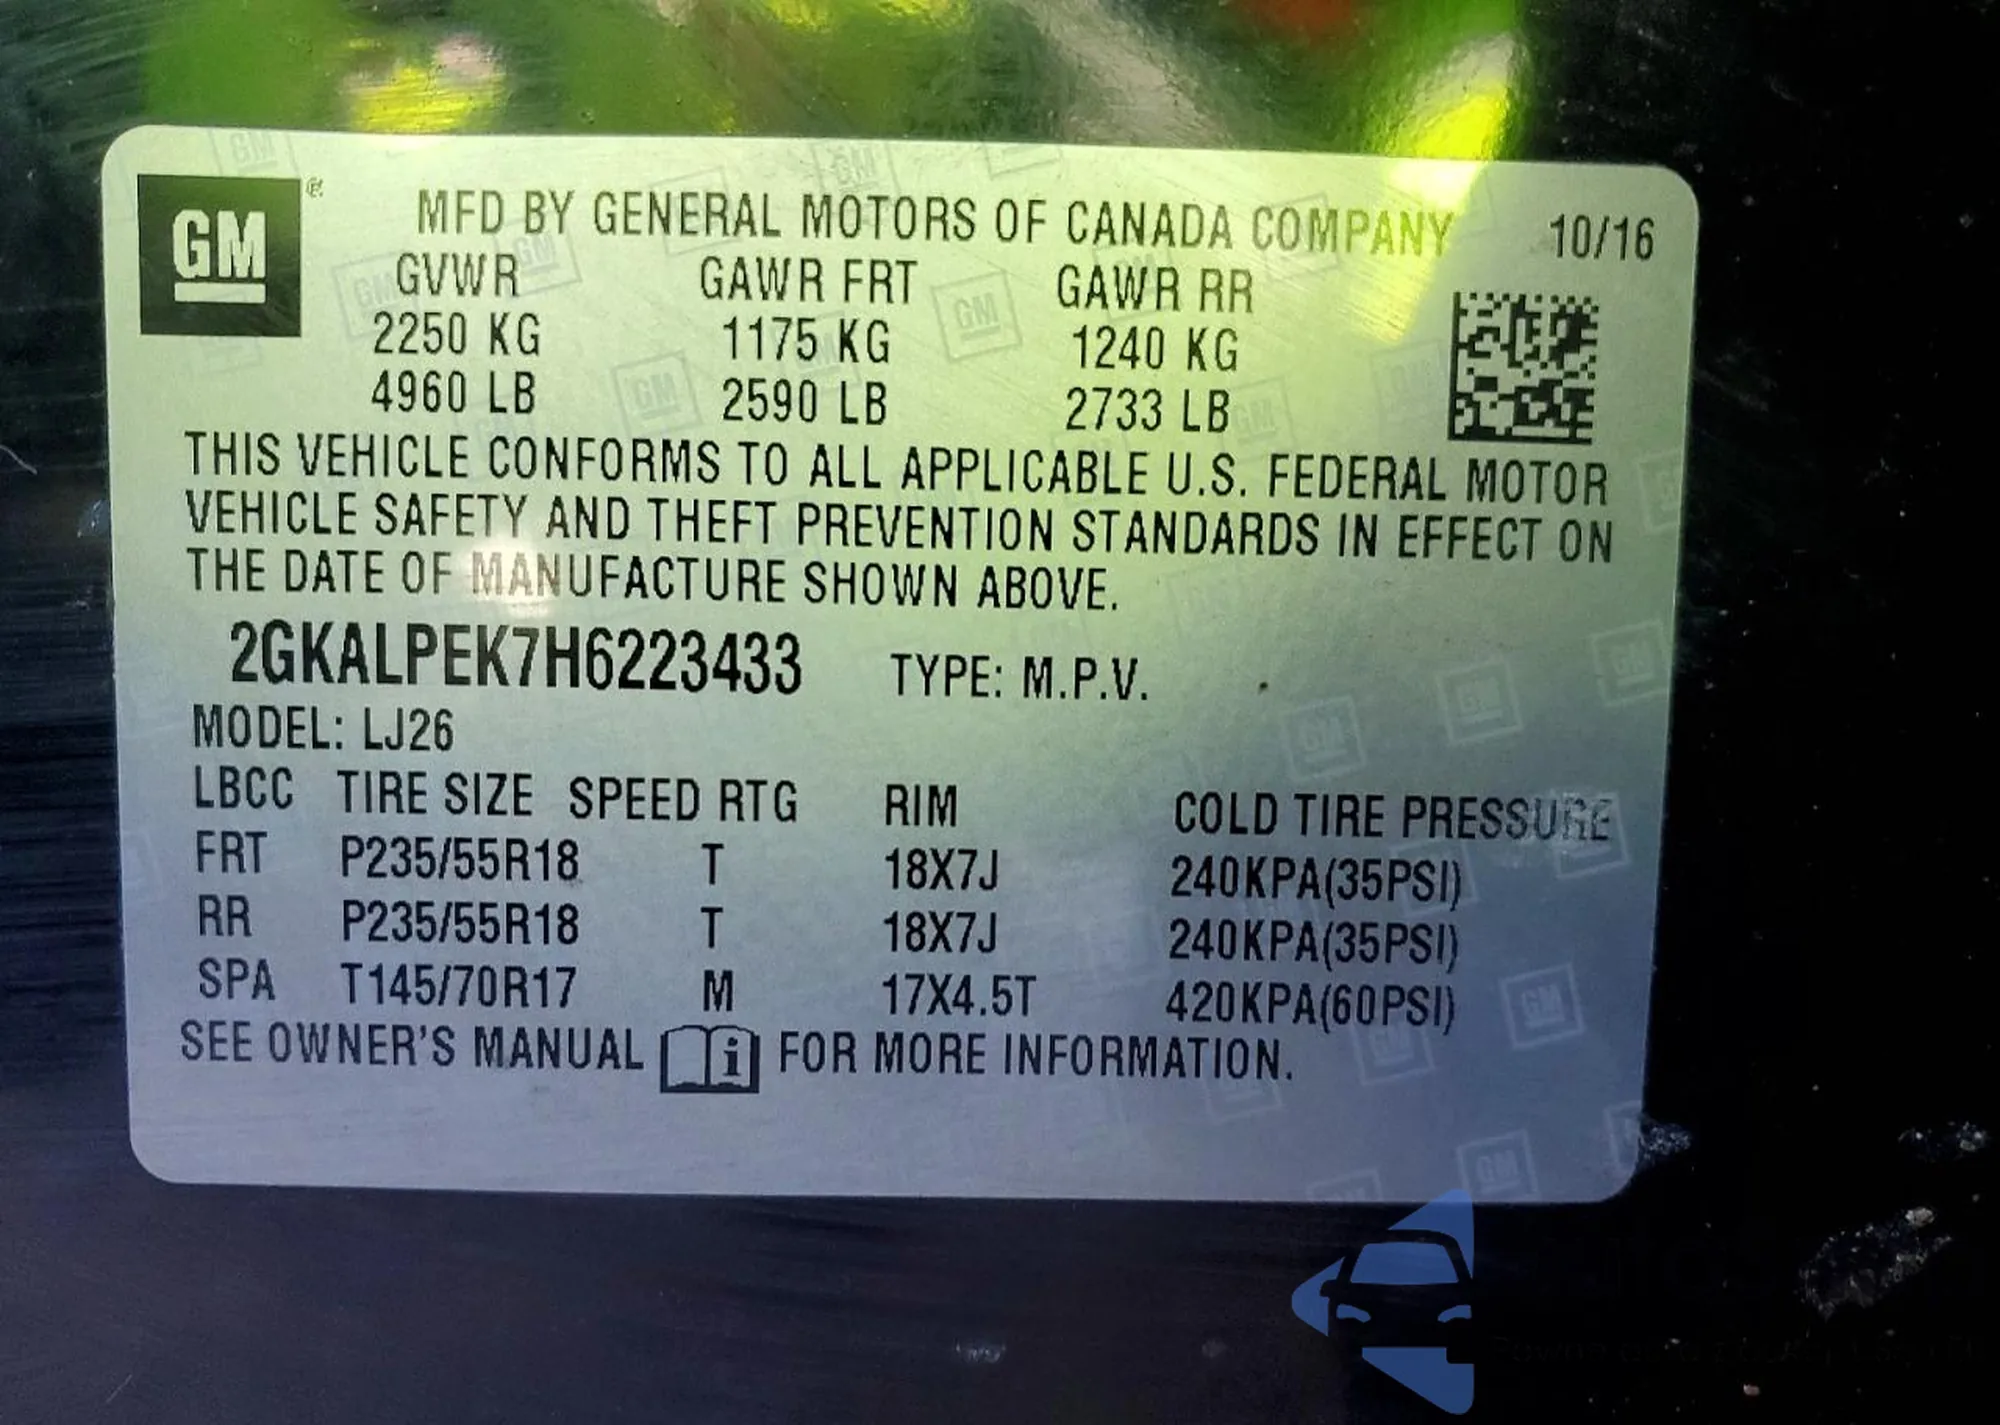 GM
MFD BY GENERAL MOTORS OF CANADA COMPANY 10/16
GVWR GAWR FRT GAWR RR
2250 KG 1175 KG 1240 KG
4960 LB 2590 LB 2733 LB
THIS VEHICLE CONFORMS TO ALL APPLICABLE U.S. FEDERAL MOTOR
VEHICLE SAFETY AND THEFT PREVENTION STANDARDS IN EFFECT ON
THE DATE OF MANUFACTURE SHOWN ABOVE.
2GKALPEK7H6223433 TYPE: M.P.V.
MODEL: LJ26
LBCC TIRE SIZE SPEED RTG RIM COLD TIRE PRESSURE
FRT P235/55R18 T 18X7J 240KPA(35PSI)
RR P235/55R18 T 18X7J 240KPA(35PSI)
SPA T145/70R17 M 17X4.5T 420KPA(60PSI)
SEE OWNER'S MANUAL i FOR MORE INFORMATION.